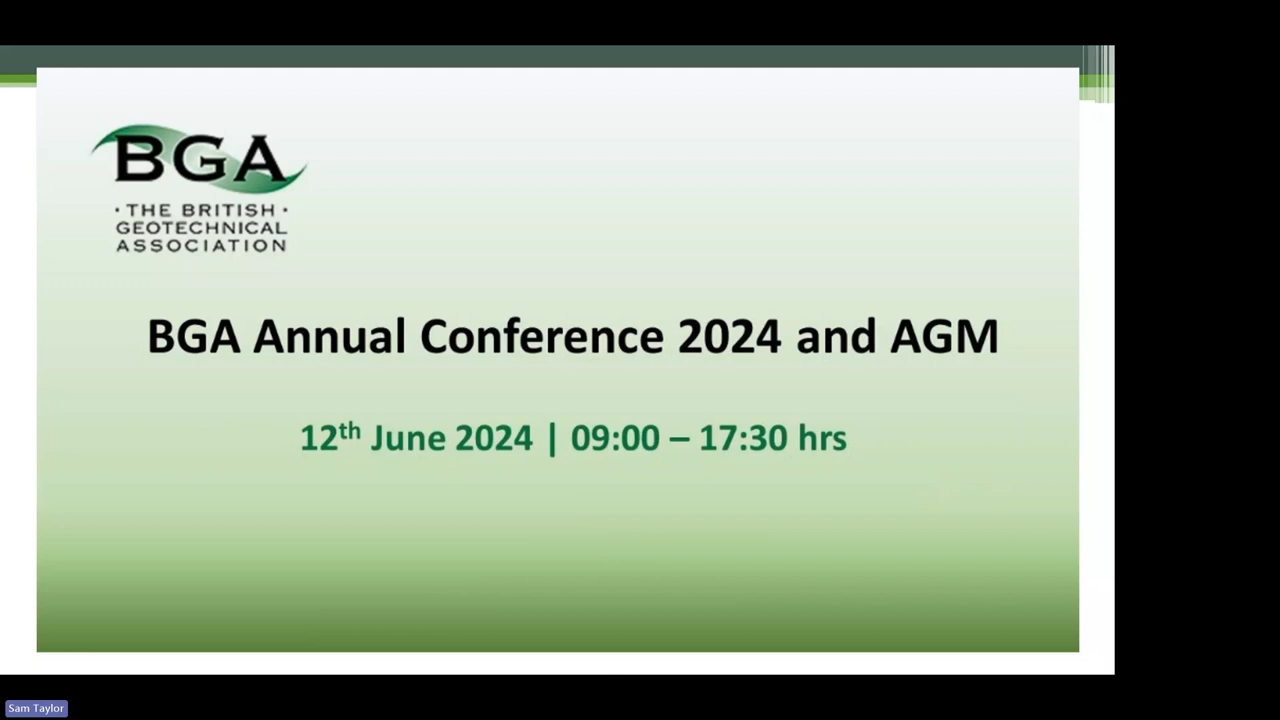 BGA
· THE BRITISH ·
GEOTECHNICAL
ASSOCIATION
BGA Annual Conference 2024 and AGM
12th June 2024 | 09:00 – 17:30 hrs
Sam Taylor